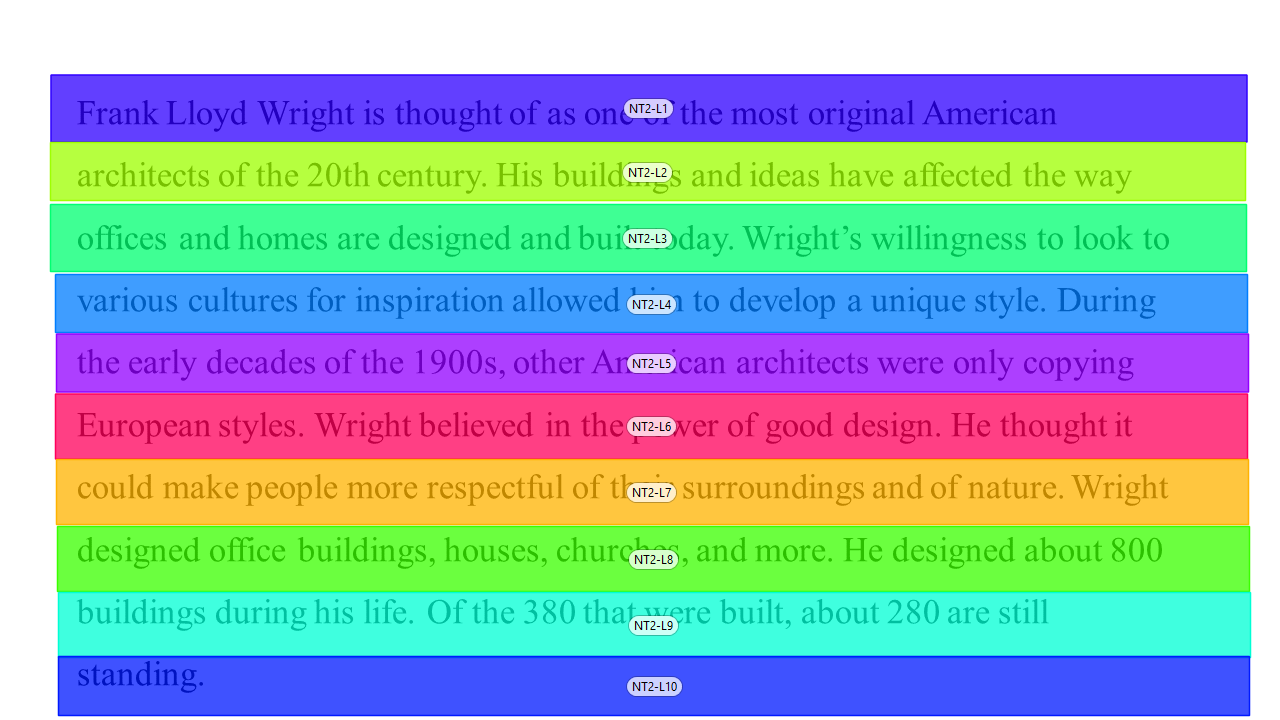 Frank Lloyd Wright is thought of as one of the most original American
architects of the 20th century. His buildings and ideas have affected the way
offices and homes are designed and built today. Wright’s willingness to look to
various cultures for inspiration allowed him to develop a unique style. During
the early decades of the 1900s, other American architects were only copying
European styles. Wright believed in the power of good design. He thought it
could make people more respectful of their surroundings and of nature. Wright
designed office buildings, houses, churches, and more. He designed about 800
buildings during his life. Of the 380 that were built, about 280 are still
standing.
NT2-L1
NT2-L2
NT2-L3
NT2-L4
NT2-L5
NT2-L6
NT2-L7
NT2-L8
NT2-L9
NT2-L10